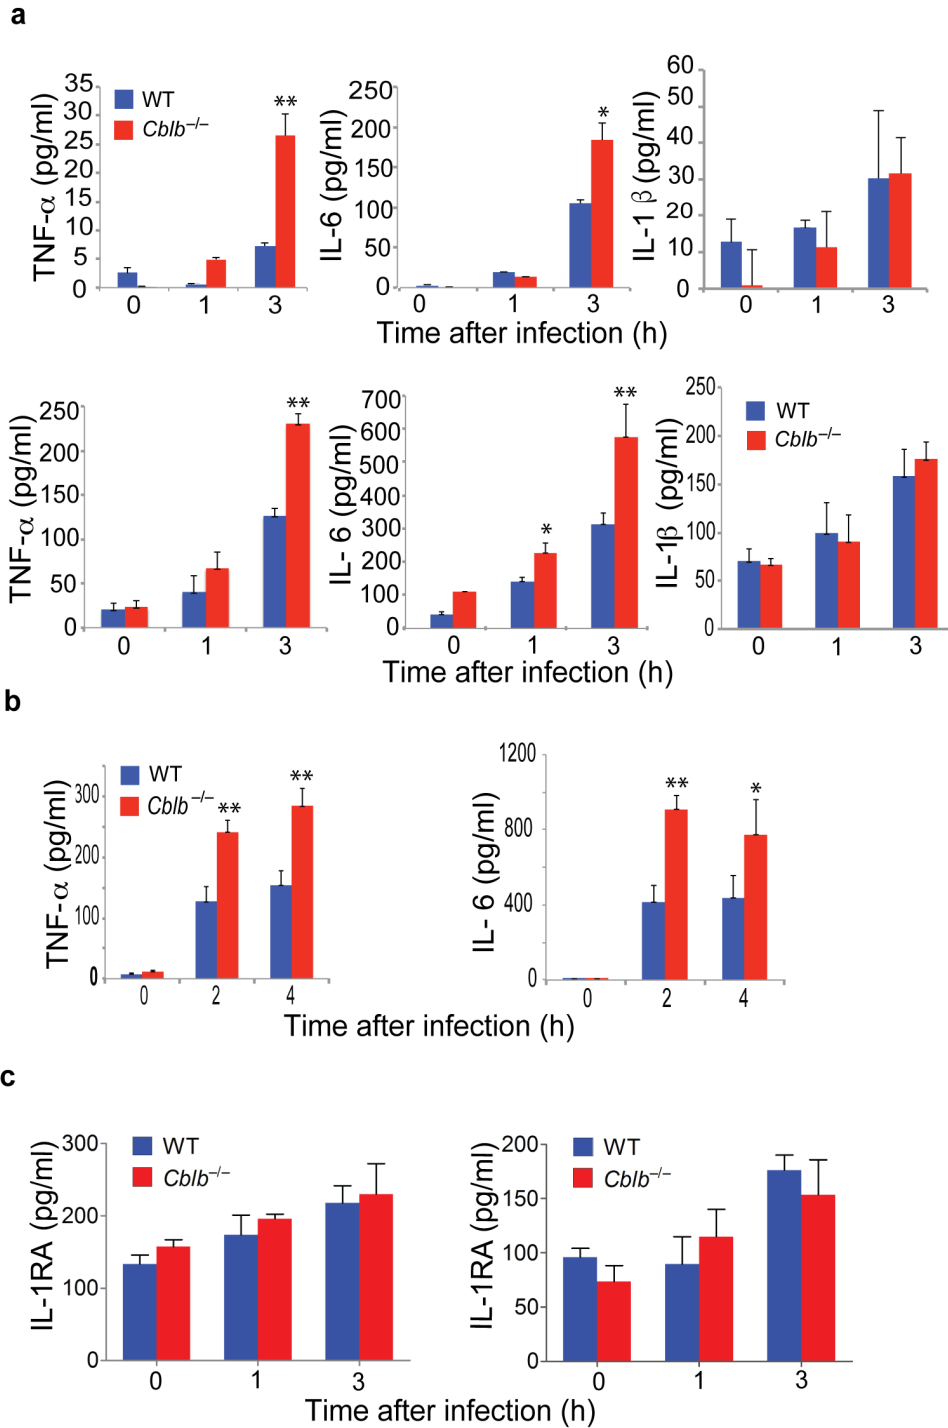 a
TNF-α (pg/ml)
35
30
25
20
15
10
5
0
WT
Cblb–/–
**
0 1 3
IL-6 (pg/ml)
250
200
150
100
50
0
*
0 1 3
IL-1 β (pg/ml)
60
50
40
30
20
10
0
0 1 3
Time after infection (h)
TNF-α (pg/ml)
250
200
150
100
50
0
**
0 1 3
IL- 6 (pg/ml)
700
600
500
400
300
200
100
0
*
**
0 1 3
IL-1β (pg/ml)
250
200
150
100
50
0
WT
Cblb–/–
0 1 3
Time after infection (h)
b
TNF-α (pg/ml)
300
200
100
0
WT
Cblb–/–
**
**
0 2 4
IL- 6 (pg/ml)
1200
800
400
0
**
*
0 2 4
Time after infection (h)
c
IL-1RA (pg/ml)
300
200
100
0
WT
Cblb–/–
0 1 3
IL-1RA (pg/ml)
200
150
100
50
0
WT
Cblb–/–
0 1 3
Time after infection (h)